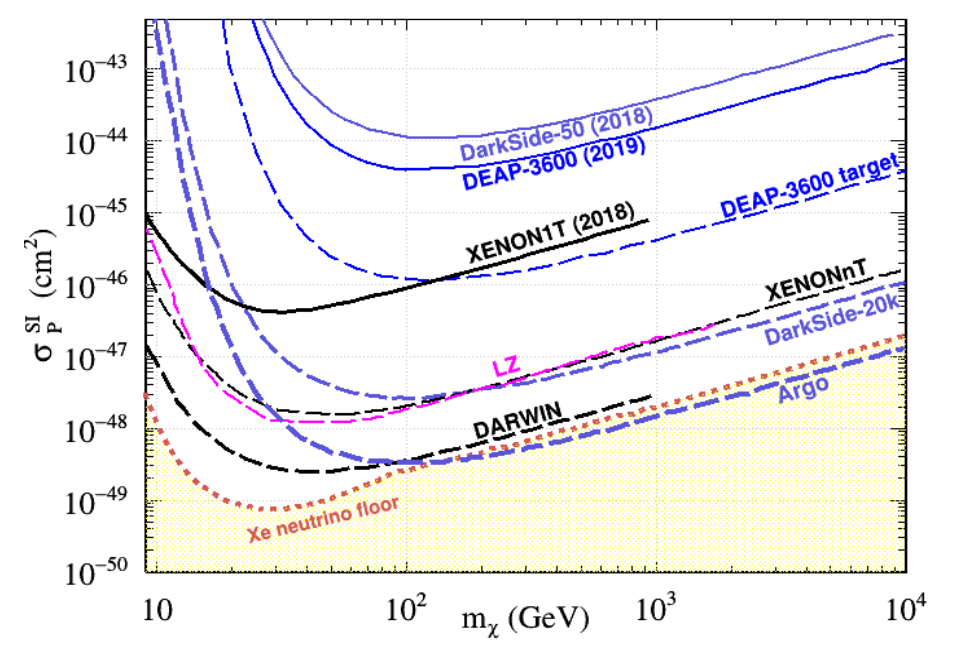 10−43
10−44
10−45
10−46
10−47
10−48
10−49
10−50
σ SI P (cm2)
DarkSide-50 (2018)
DEAP-3600 (2019)
DEAP-3600 target
XENON1T (2018)
XENONnT
DarkSide-20k
LZ
Argo
DARWIN
Xe neutrino floor
10
102
103
104
mχ (GeV)